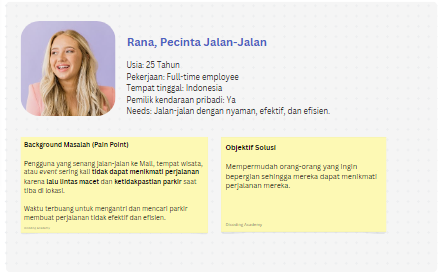 Rana, Pecinta Jalan-Jalan
Usia: 25 Tahun
Pekerjaan: Full-time employee
Tempat tinggal: Indonesia
Pemilik kendaraan pribadi: Ya
Needs: Jalan-jalan dengan nyaman, efektif, dan efisien.
Background Masalah (Pain Point)
Pengguna yang senang jalan-jalan ke Mall, tempat wisata,
atau event sering kali tidak dapat menikmati perjalanan
karena lalu lintas macet dan ketidakpastian parkir saat
tiba di lokasi.
Waktu terbuang untuk mengantri dan mencari parkir
membuat perjalanan tidak efektif dan efisien.
Objektif Solusi
Mempermudah orang-orang yang ingin
bepergian sehingga mereka dapat menikmati
perjalanan mereka.